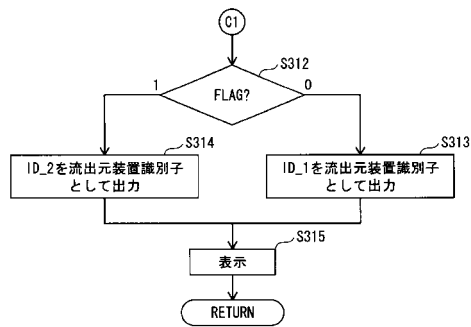 C1
S312
FLAG?
1
0
S314
S313
ID_2を流出元装置識別子
として出力
ID_1を流出元装置識別子
として出力
S315
表示
RETURN